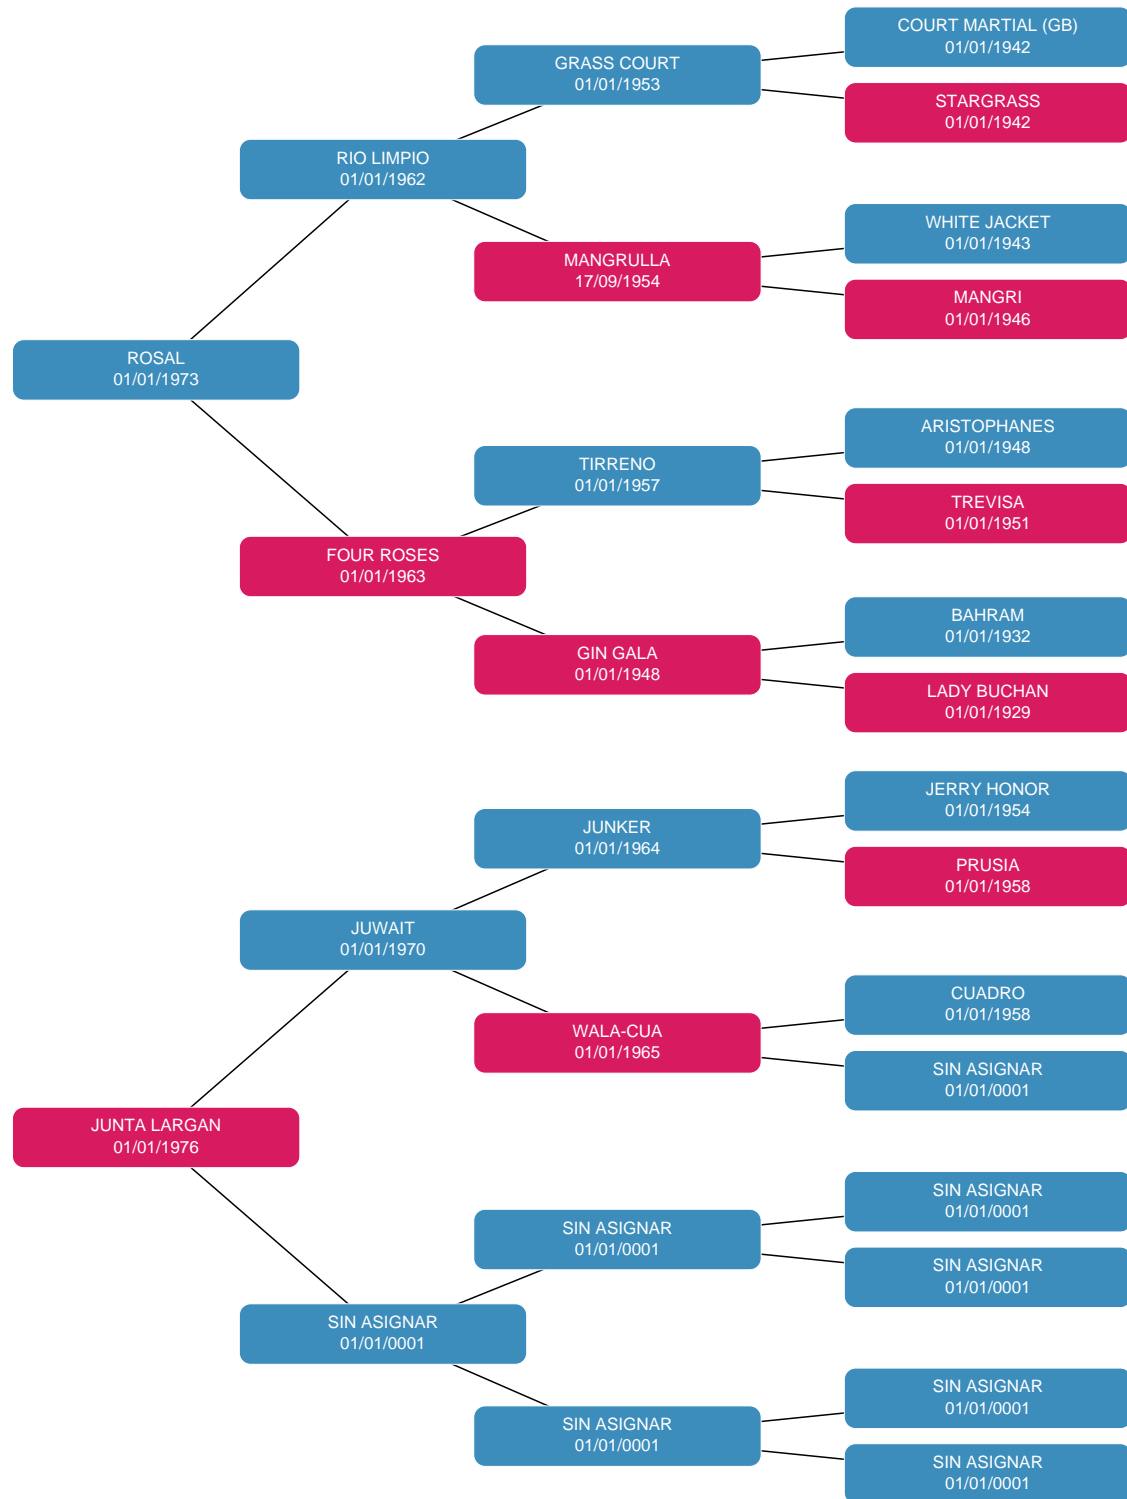 COURT MARTIAL (GB)
01/01/1942
GRASS COURT
01/01/1953
STARGRASS
01/01/1942
RIO LIMPIO
01/01/1962
WHITE JACKET
01/01/1943
MANGRULLA
17/09/1954
MANGRI
01/01/1946
ROSAL
01/01/1973
ARISTOPHANES
01/01/1948
TIRRENO
01/01/1957
TREVISA
01/01/1951
FOUR ROSES
01/01/1963
BAHRAM
01/01/1932
GIN GALA
01/01/1948
LADY BUCHAN
01/01/1929
JERRY HONOR
01/01/1954
JUNKER
01/01/1964
PRUSIA
01/01/1958
JUWAIT
01/01/1970
CUADRO
01/01/1958
WALA-CUA
01/01/1965
SIN ASIGNAR
01/01/0001
JUNTA LARGAN
01/01/1976
SIN ASIGNAR
01/01/0001
SIN ASIGNAR
01/01/0001
SIN ASIGNAR
01/01/0001
SIN ASIGNAR
01/01/0001
SIN ASIGNAR
01/01/0001
SIN ASIGNAR
01/01/0001
SIN ASIGNAR
01/01/0001